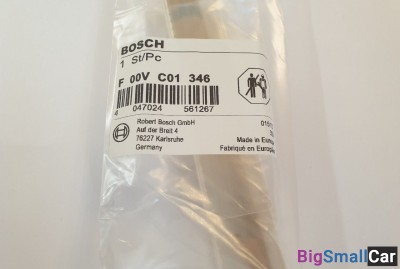 BOSCH
1 St/Pc
F 00V C01 346
4 047024 561267
Robert Bosch GmbH
Auf der Breit 4
76227 Karlsruhe
Germany
Made in
Fabriqué en
BigSmallCar